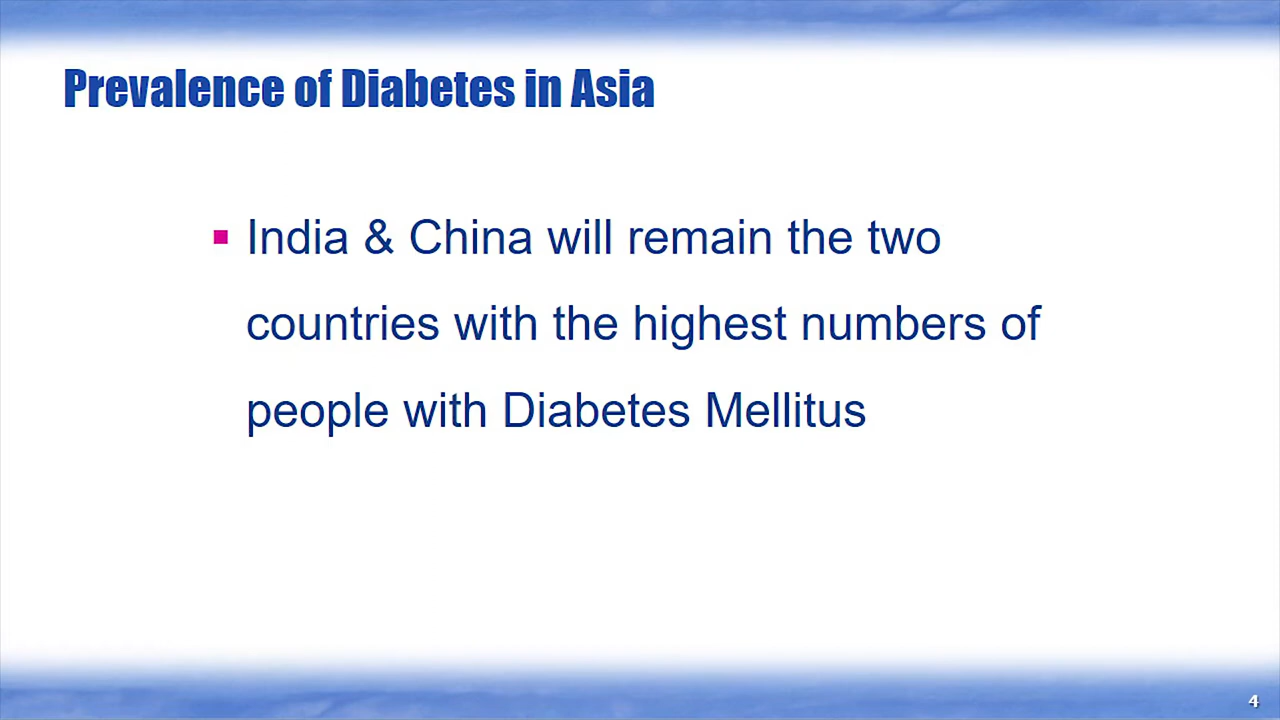 Prevalence of Diabetes in Asia
▪ India & China will remain the two
countries with the highest numbers of
people with Diabetes Mellitus
4